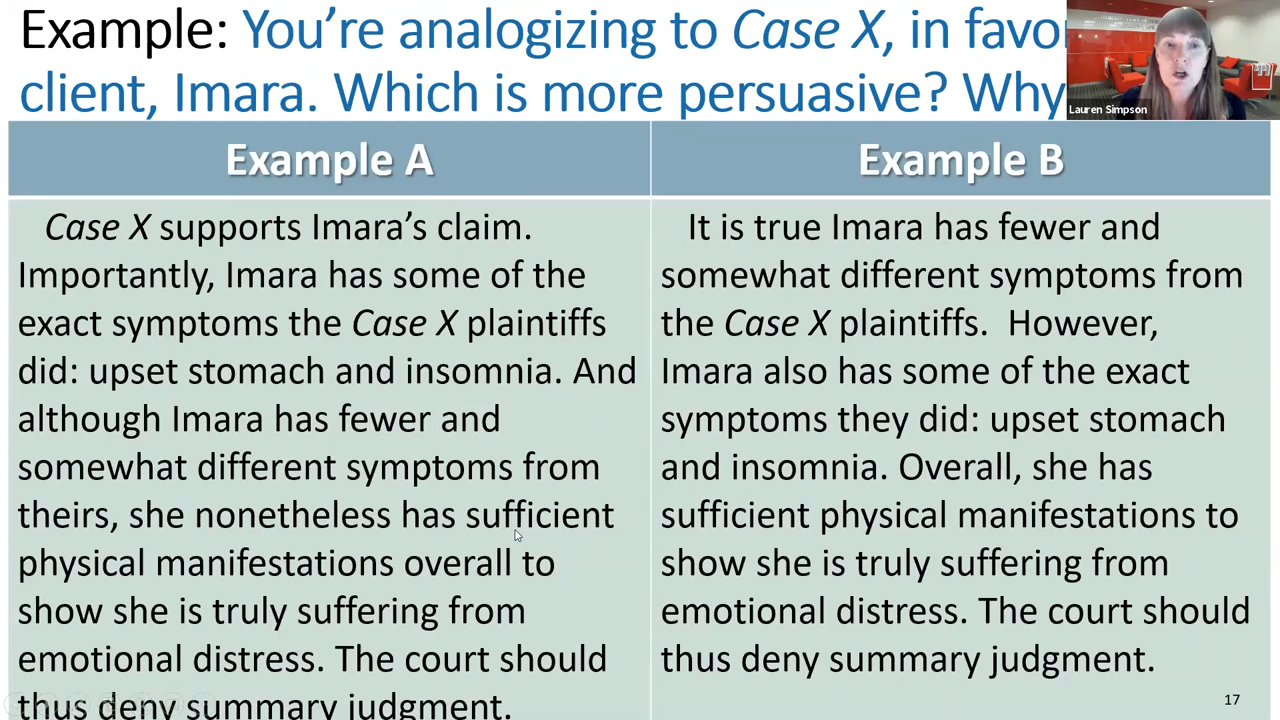 Example: You’re analogizing to Case X, in favor
client, Imara. Which is more persuasive? Why
Lauren Simpson
Example A
Case X supports Imara’s claim.
Importantly, Imara has some of the
exact symptoms the Case X plaintiffs
did: upset stomach and insomnia. And
although Imara has fewer and
somewhat different symptoms from
theirs, she nonetheless has sufficient
physical manifestations overall to
show she is truly suffering from
emotional distress. The court should
thus deny summary judgment.
Example B
It is true Imara has fewer and
somewhat different symptoms from
the Case X plaintiffs. However,
Imara also has some of the exact
symptoms they did: upset stomach
and insomnia. Overall, she has
sufficient physical manifestations to
show she is truly suffering from
emotional distress. The court should
thus deny summary judgment.
17